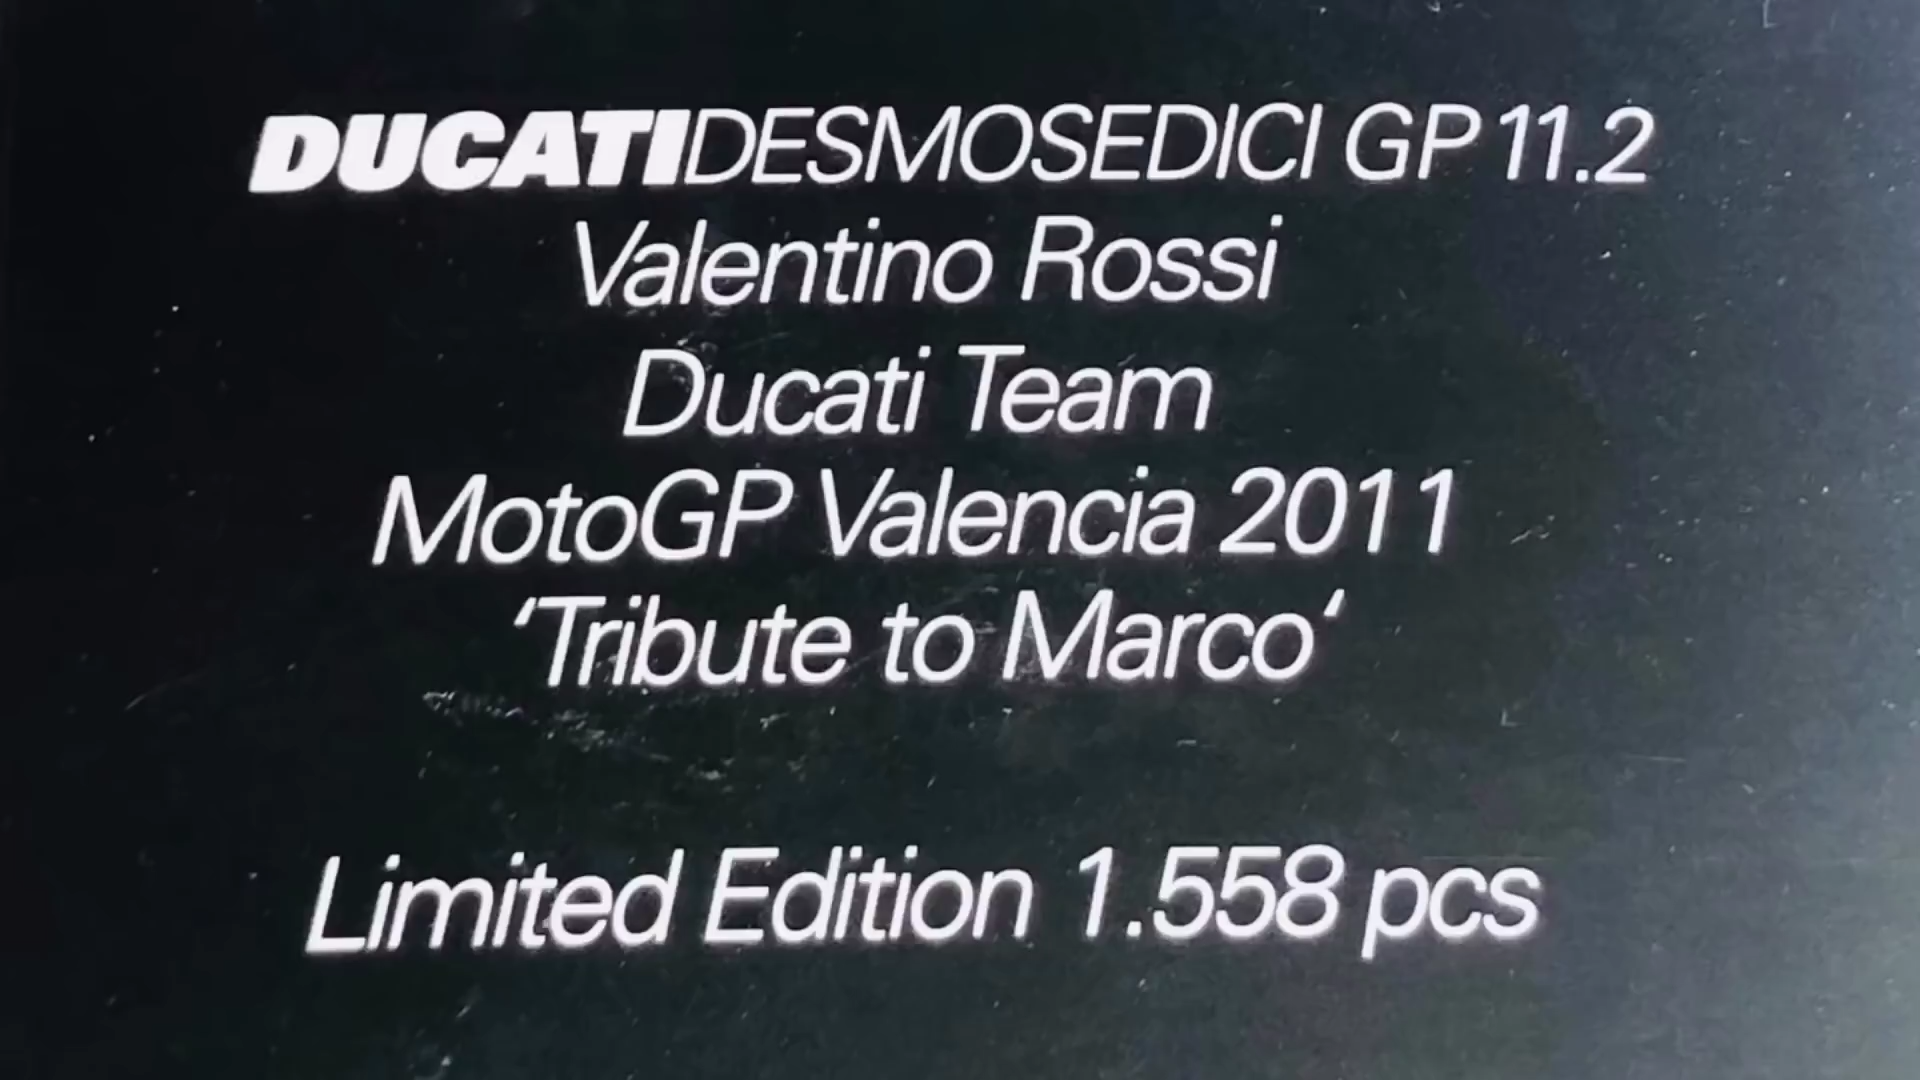 DUCATIDESMOSEDICI GP 11.2
Valentino Rossi
Ducati Team
MotoGP Valencia 2011
‘Tribute to Marco‘
Limited Edition 1.558 pcs